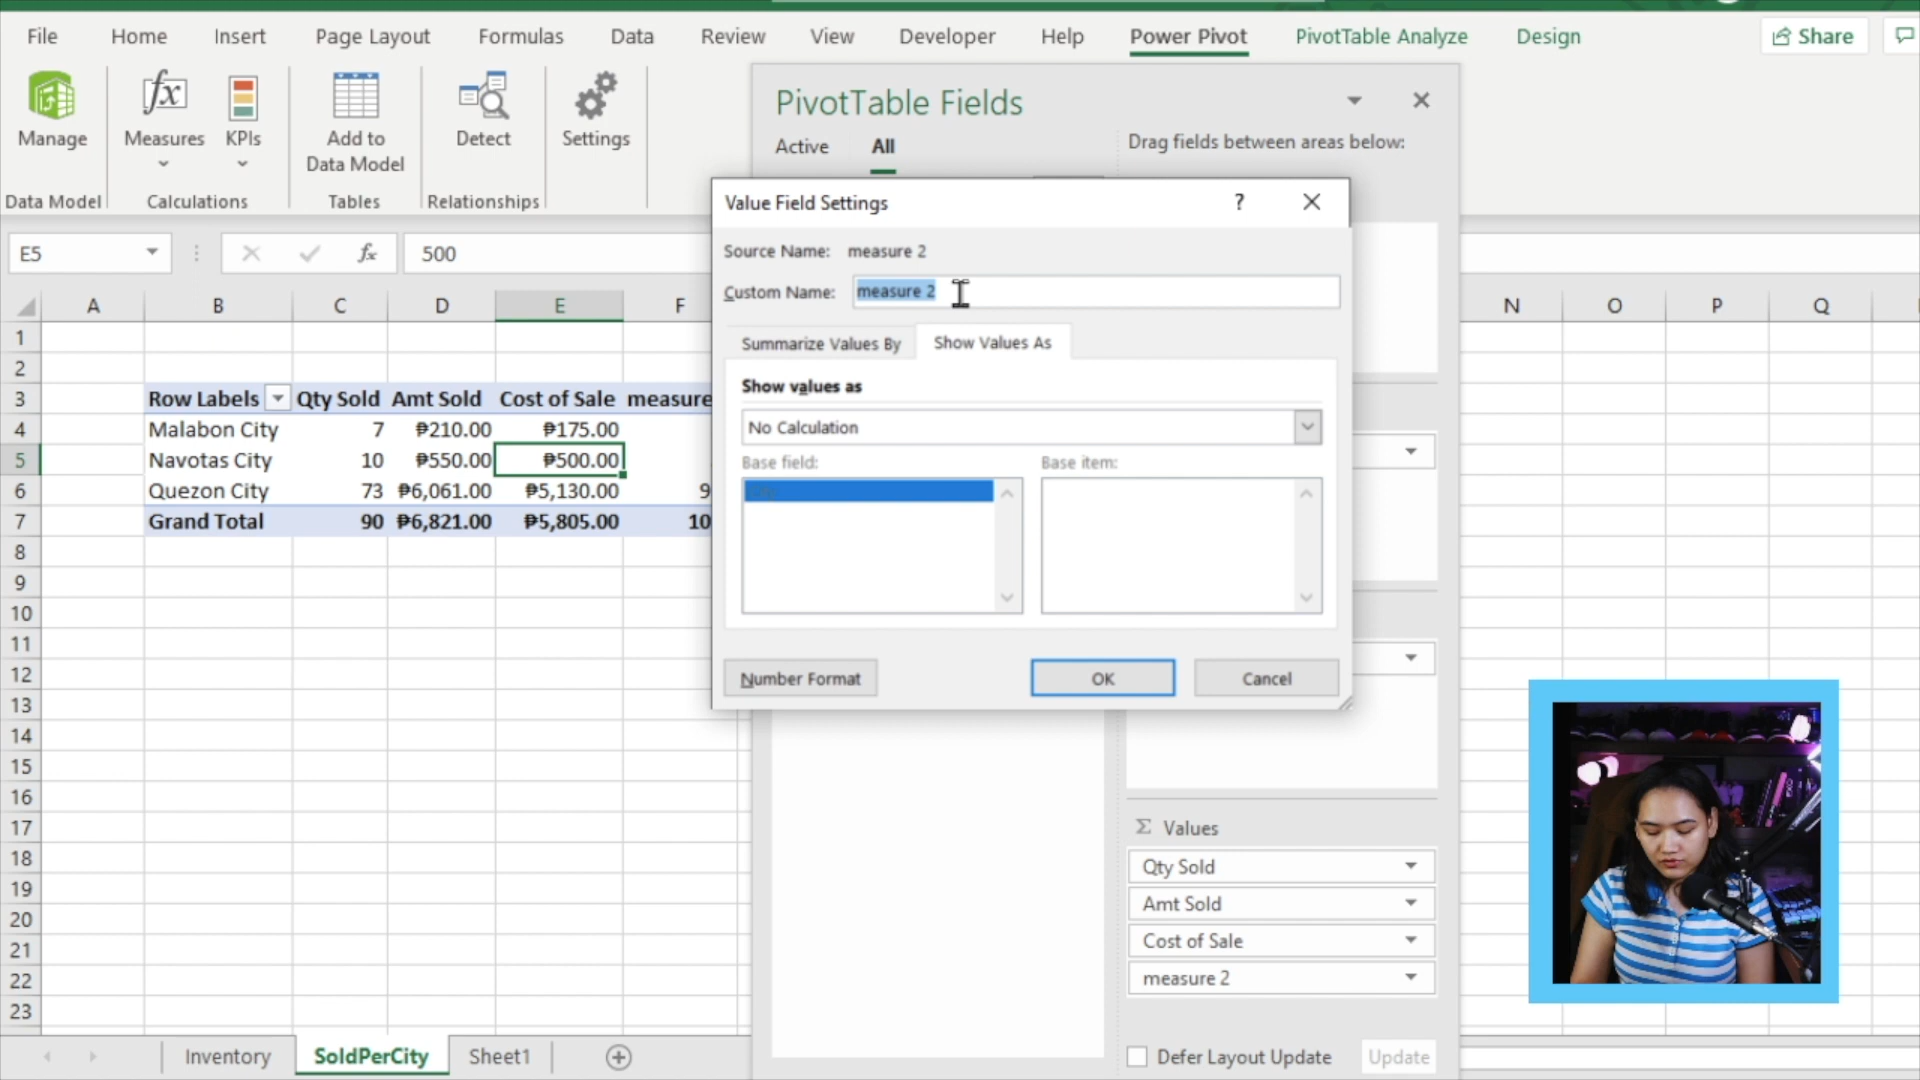 File Home Insert Page Layout Formulas Data Review View Developer Help Power Pivot PivotTable Analyze Design Share
Manage Measures KPIs Add to Data Model Detect Settings
Data Model Calculations Tables Relationships
E5 fx 500
PivotTable Fields
Active All
Drag fields between areas below:
Value Field Settings ?
Source Name: measure 2
Custom Name: measure 2
Summarize Values By Show Values As
Show values as
No Calculation
Base field: Base item:
Number Format OK Cancel
A B C D E F N O P Q
1
2
3 Row Labels Qty Sold Amt Sold Cost of Sale measure
4 Malabon City 7 ₱210.00 ₱175.00
5 Navotas City 10 ₱550.00 ₱500.00
6 Quezon City 73 ₱6,061.00 ₱5,130.00 9
7 Grand Total 90 ₱6,821.00 ₱5,805.00 10
8
9
10
11
12
13
14
15
16
17
18
19
20
21
22
23
Σ Values
Qty Sold
Amt Sold
Cost of Sale
measure 2
Defer Layout Update Update
Inventory SoldPerCity Sheet1